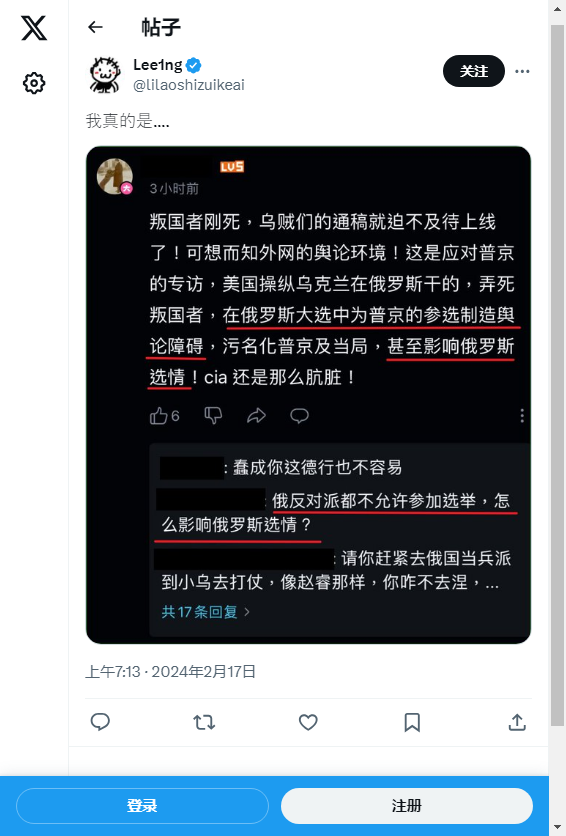 帖子
Lee1ng
@lilaoshizuikeai
关注
我真的是....
LV5
大
3小时前
叛国者刚死，乌贼们的通稿就迫不及待上线
了！可想而知外网的舆论环境！这是应对普京
的专访，美国操纵乌克兰在俄罗斯干的，弄死
叛国者，在俄罗斯大选中为普京的参选制造舆
论障碍，污名化普京及当局，甚至影响俄罗斯
选情！cia 还是那么肮脏！
6
: 蠢成你这德行也不容易
: 俄反对派都不允许参加选举，怎
么影响俄罗斯选情？
: 请你赶紧去俄国当兵派
到小乌去打仗，像赵睿那样，你咋不去涅，...
共17条回复
上午7:13 · 2024年2月17日
登录
注册